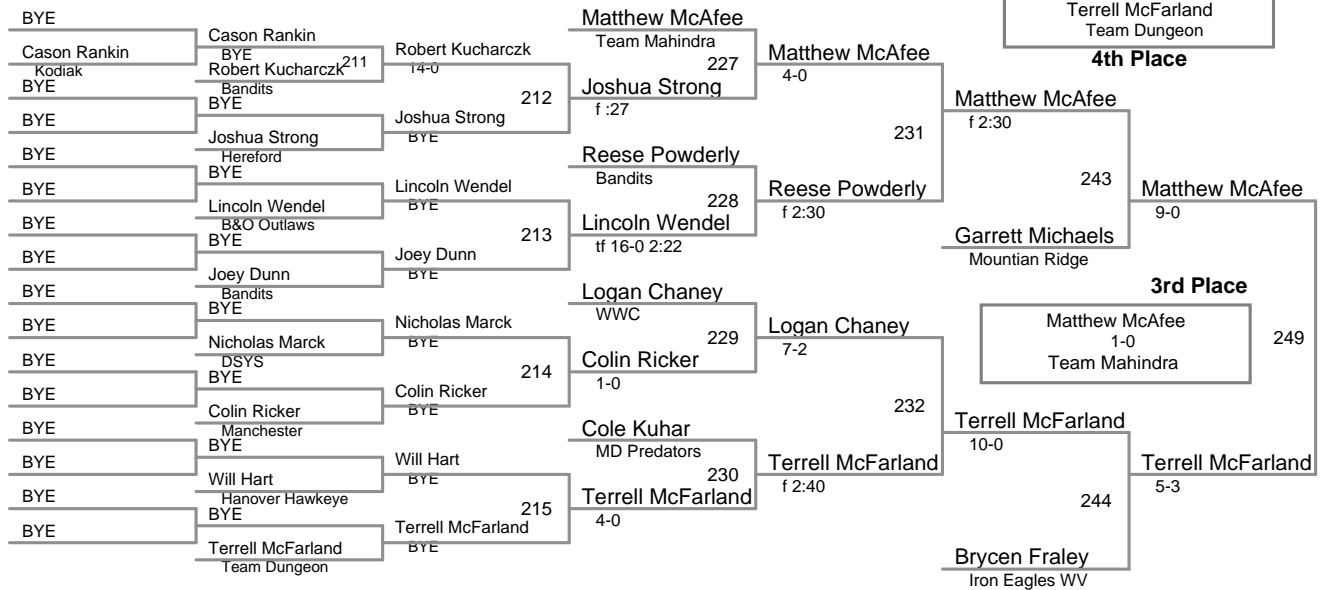 BYE
Cason Rankin
Kodiak
BYE
BYE
BYE
BYE
BYE
BYE
BYE
BYE
BYE
BYE
BYE
BYE
BYE
BYE
Cason Rankin
BYE
Robert Kucharczk
211
Bandits
BYE
Joshua Strong
Hereford
BYE
Lincoln Wendel
B&O Outlaws
BYE
Joey Dunn
Bandits
BYE
Nicholas Marck
DSYS
BYE
Colin Ricker
Manchester
BYE
Will Hart
Hanover Hawkeye
BYE
Terrell McFarland
Team Dungeon
Robert Kucharczk
14-0
212
Joshua Strong
BYE
Lincoln Wendel
BYE
213
Joey Dunn
BYE
Nicholas Marck
BYE
214
Colin Ricker
BYE
Will Hart
BYE
215
Terrell McFarland
BYE
Matthew McAfee
Team Mahindra
227
Joshua Strong
f :27
Reese Powderly
Bandits
228
Lincoln Wendel
tf 16-0 2:22
Logan Chaney
WWC
229
Colin Ricker
1-0
Cole Kuhar
MD Predators
230
Terrell McFarland
4-0
Matthew McAfee
4-0
231
Reese Powderly
f 2:30
Logan Chaney
7-2
232
Terrell McFarland
f 2:40
Terrell McFarland
Team Dungeon
4th Place
Matthew McAfee
f 2:30
243
Garrett Michaels
Mountian Ridge
3rd Place
Matthew McAfee
1-0
Team Mahindra
Terrell McFarland
10-0
244
Brycen Fraley
Iron Eagles WV
Matthew McAfee
9-0
249
Terrell McFarland
5-3